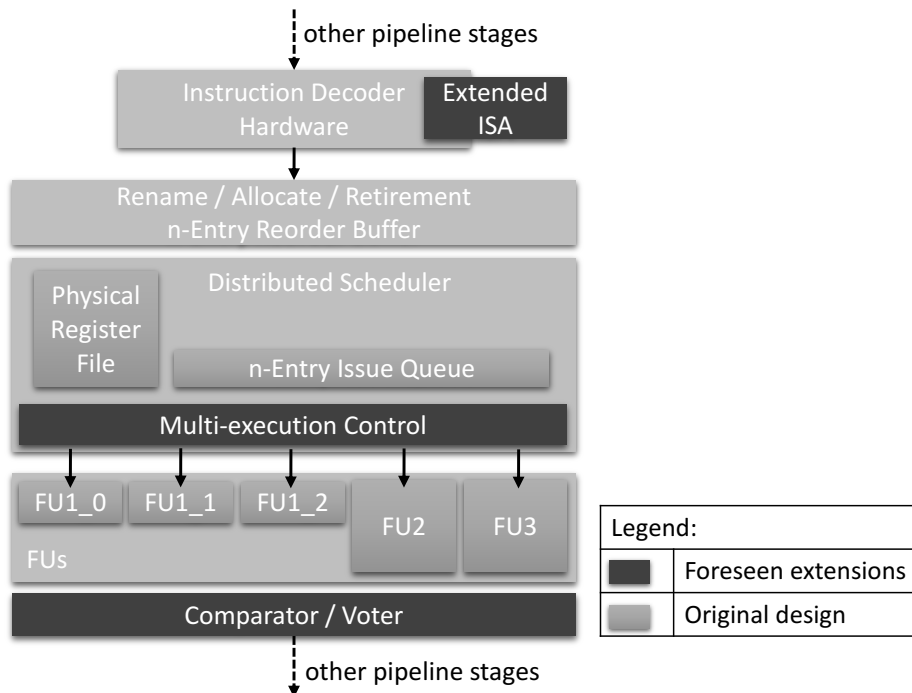 other pipeline stages
Instruction Decoder
Hardware
Extended
ISA
Rename / Allocate / Retirement
n-Entry Reorder Buffer
Distributed Scheduler
Physical
Register
File
n-Entry Issue Queue
Multi-execution Control
FU1_0
FU1_1
FU1_2
FU2
FU3
FUs
Comparator / Voter
other pipeline stages
Legend:
Foreseen extensions
Original design